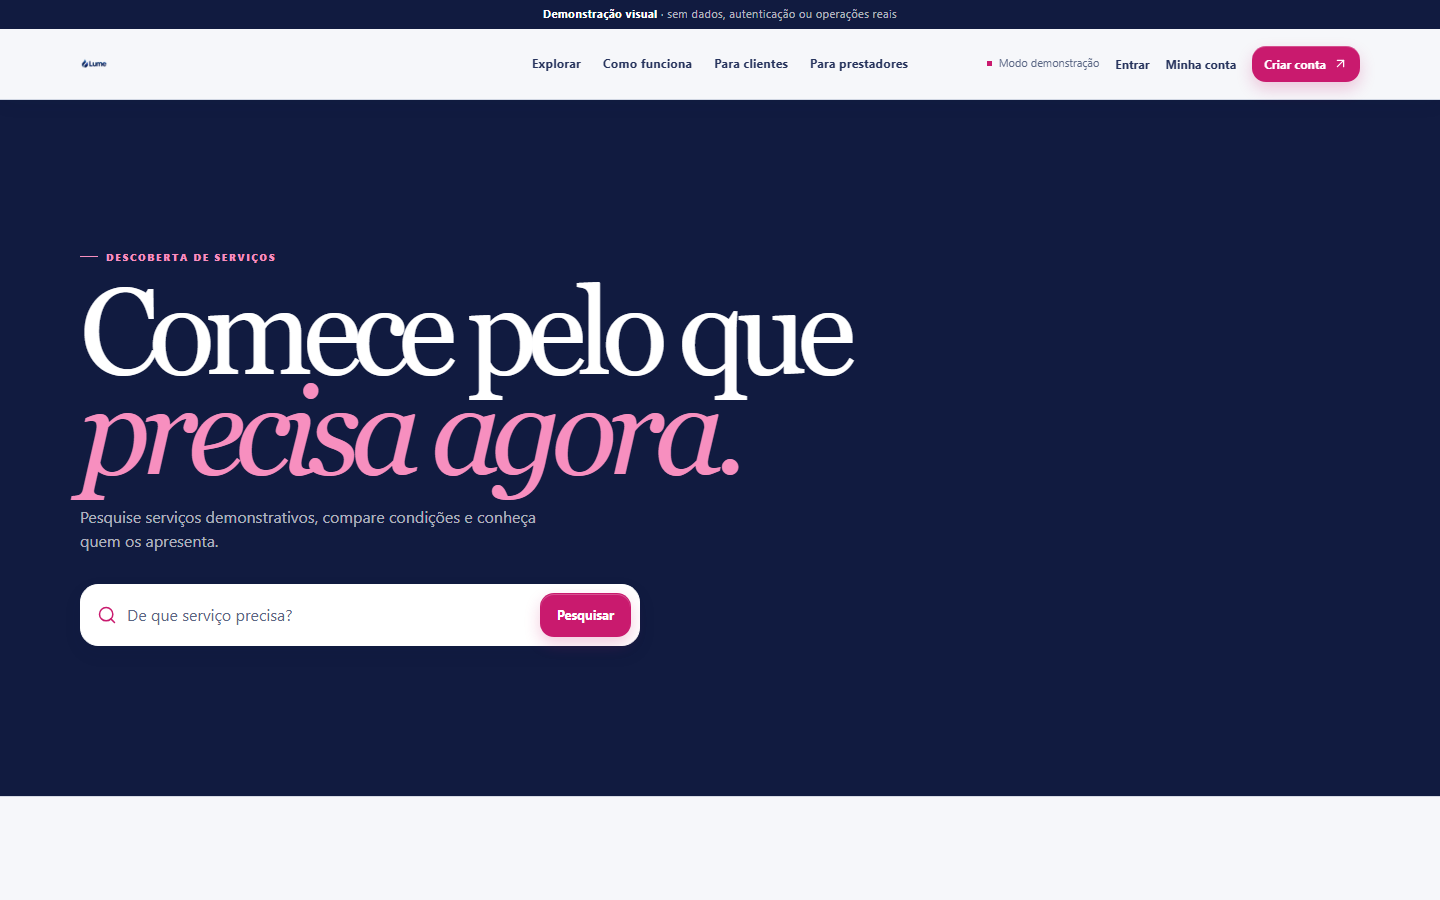 Demonstração visual · sem dados, autenticação ou operações reais
Lume
Explorar
Como funciona
Para clientes
Para prestadores
Modo demonstração
Entrar
Minha conta
Criar conta
DESCOBERTA DE SERVIÇOS
Comece pelo que
precisa agora.
Pesquise serviços demonstrativos, compare condições e conheça
quem os apresenta.
De que serviço precisa?
Pesquisar